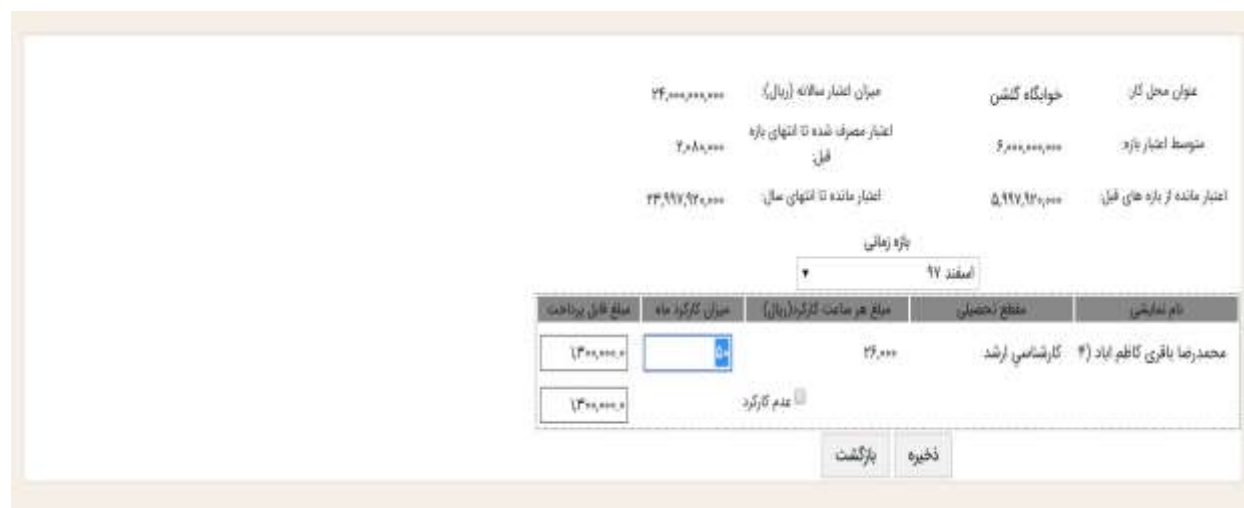 عنوان محل کار: خوابگاه گلشن میزان اعتبار سالانه (ریال): ۲۴,۰۰۰,۰۰۰,۰۰۰
متوسط اعتبار بازه: ۶,۰۰۰,۰۰۰,۰۰۰ اعتبار مصرف شده تا انتهای بازه قبل: ۲,۰۸۰,۰۰۰
اعتبار مانده از بازه های قبل: ۵,۹۹۷,۹۲۰,۰۰۰ اعتبار مانده تا انتهای سال: ۲۳,۹۹۷,۹۲۰,۰۰۰
بازه زمانی
اسفند ۹۷
نام نمایشی مقطع تحصیلی مبلغ هر ساعت کارکرد(ریال) میزان کارکرد ماه مبلغ قابل پرداخت
محمدرضا باقری کاظم اباد (۴ کارشناسي ارشد ۲۶,۰۰۰ ۵۰ ۱,۳۰۰,۰۰۰.۰
عدم کارکرد ۱,۳۰۰,۰۰۰.۰
ذخیره بازگشت